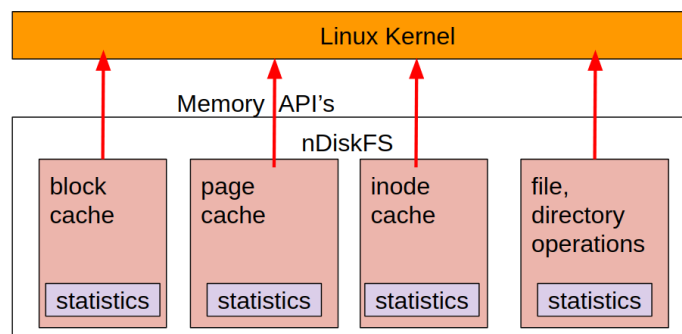 Linux Kernel
Memory API's
nDiskFS
block
cache
page
cache
inode
cache
file,
directory
operations
statistics
statistics
statistics
statistics